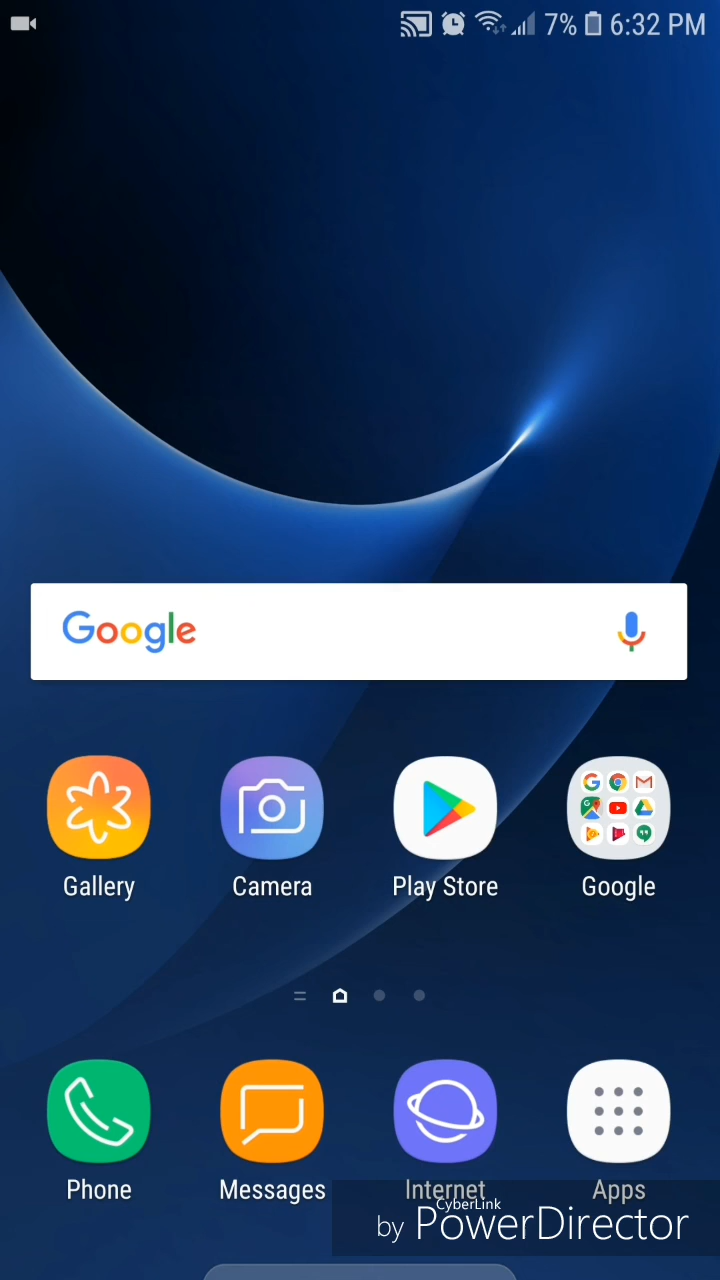 7% 6:32 PM
Google
Gallery Camera Play Store Google
Phone Messages Internet Apps
CyberLink
by PowerDirector